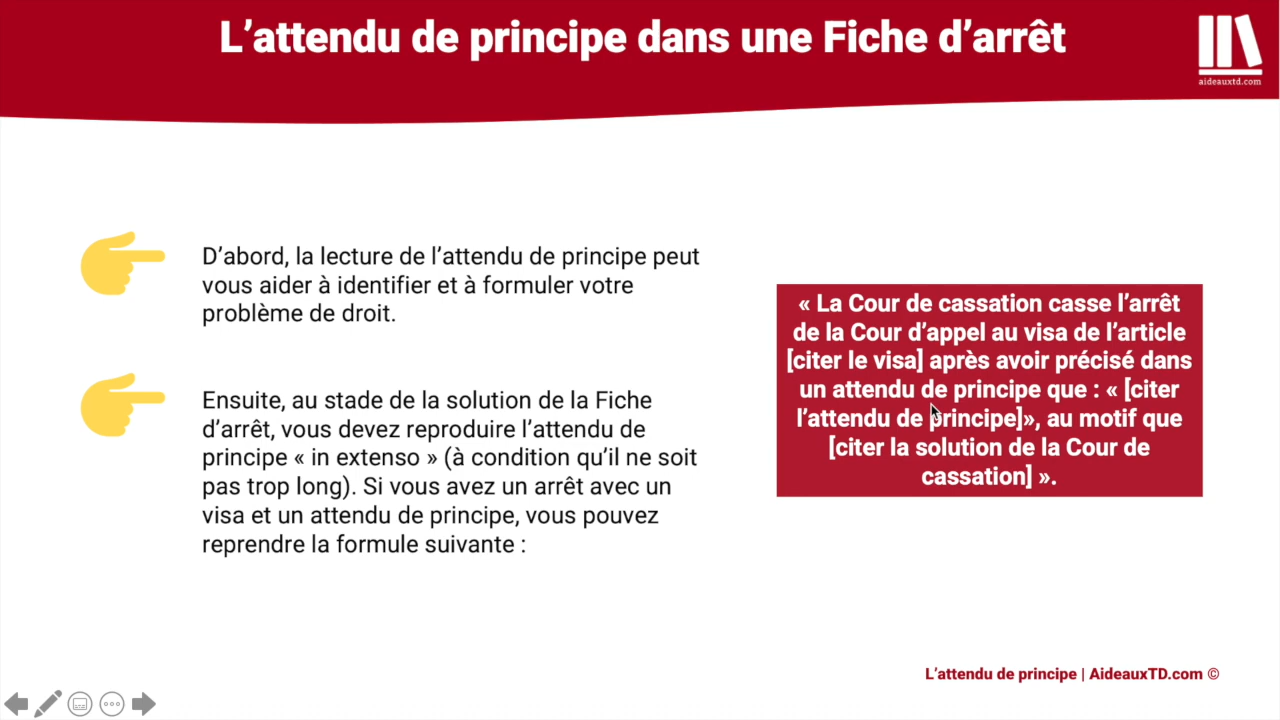 L’attendu de principe dans une Fiche d’arrêt
aideauxtd.com
D’abord, la lecture de l’attendu de principe peut
vous aider à identifier et à formuler votre
problème de droit.
Ensuite, au stade de la solution de la Fiche
d’arrêt, vous devez reproduire l’attendu de
principe « in extenso » (à condition qu’il ne soit
pas trop long). Si vous avez un arrêt avec un
visa et un attendu de principe, vous pouvez
reprendre la formule suivante :
« La Cour de cassation casse l’arrêt
de la Cour d’appel au visa de l’article
[citer le visa] après avoir précisé dans
un attendu de principe que : « [citer
l’attendu de principe]», au motif que
[citer la solution de la Cour de
cassation] ».
L’attendu de principe | AideauxTD.com ©